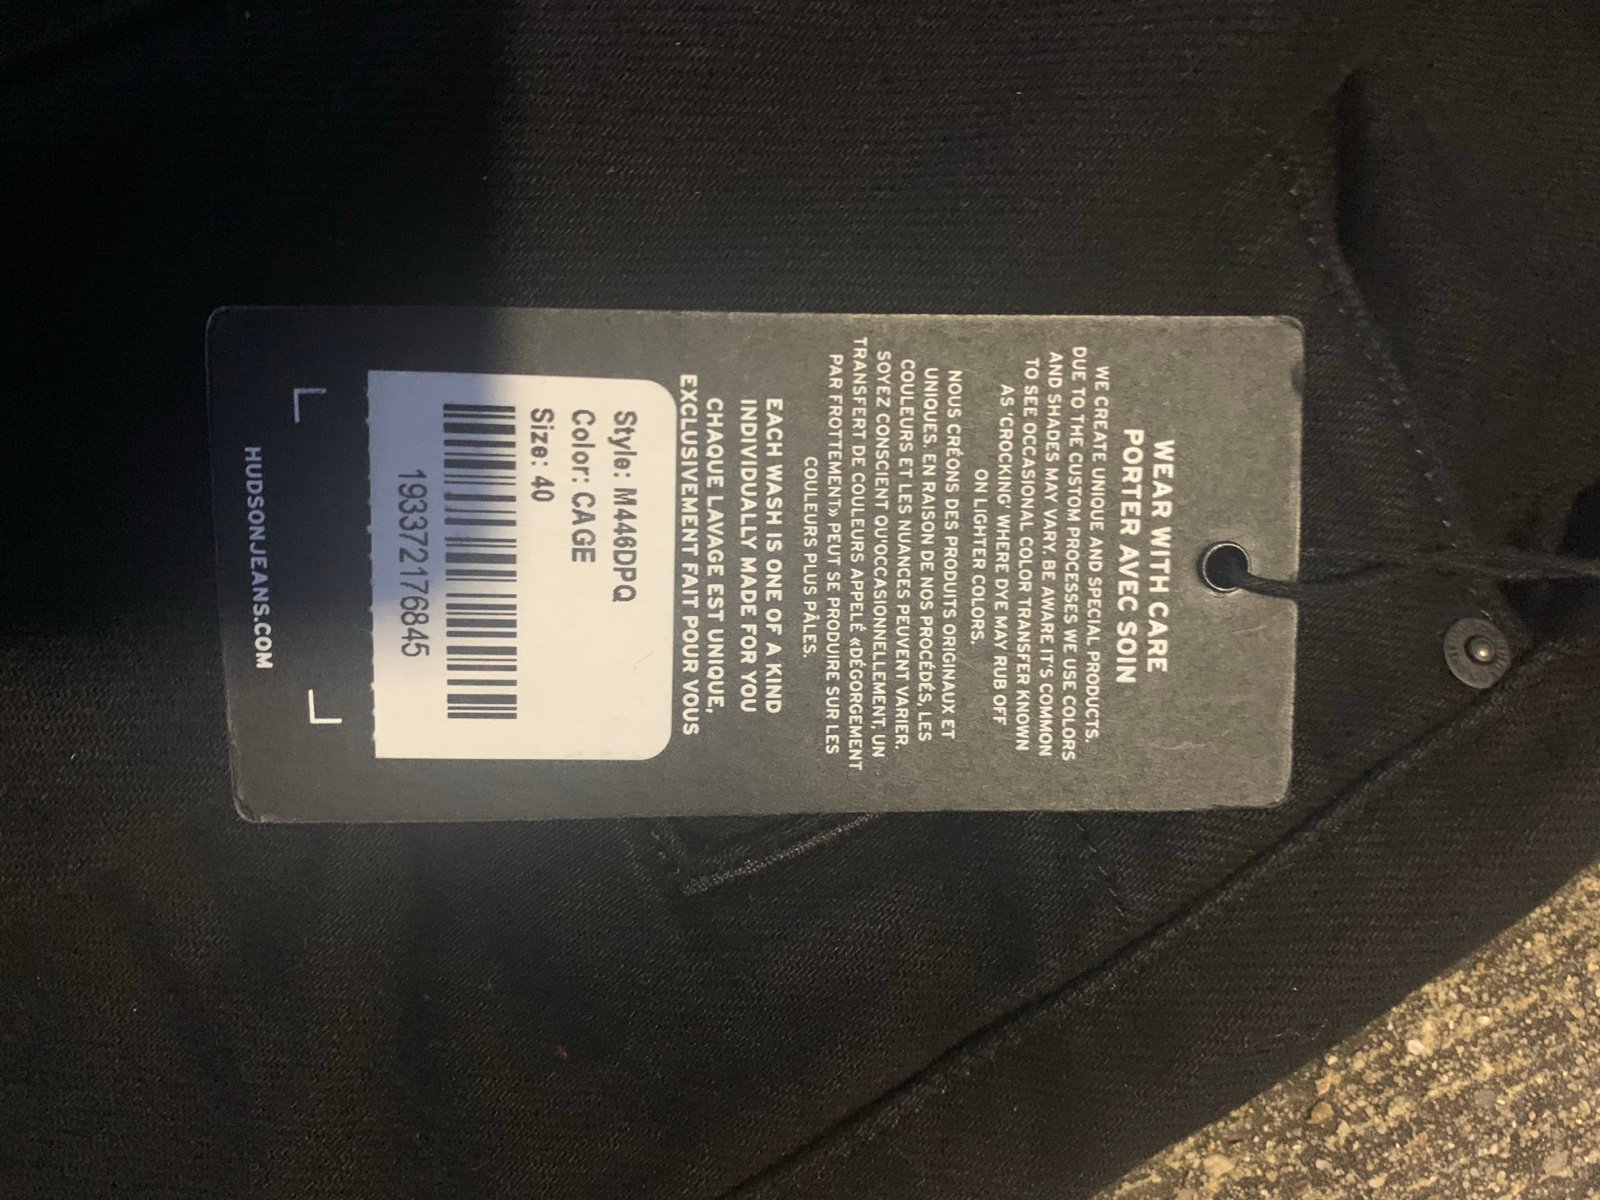 WEAR WITH CARE
PORTER AVEC SOIN
WE CREATE UNIQUE AND SPECIAL PRODUCTS.
DUE TO THE CUSTOM PROCESSES WE USE COLORS
AND SHADES MAY VARY. BE AWARE IT'S COMMON
TO SEE OCCASIONAL COLOR TRANSFER KNOWN
AS 'CROCKING' WHERE DYE MAY RUB OFF
ON LIGHTER COLORS.
NOUS CRÉONS DES PRODUITS ORIGINAUX ET
UNIQUES. EN RAISON DE NOS PROCÉDÉS, LES
COULEURS ET LES NUANCES PEUVENT VARIER.
SOYEZ CONSCIENT QU'OCCASIONNELLEMENT, UN
TRANSFERT DE COULEURS APPELÉ «DÉGORGEMENT
PAR FROTTEMENT» PEUT SE PRODUIRE SUR LES
COULEURS PLUS PÂLES.
EACH WASH IS ONE OF A KIND
INDIVIDUALLY MADE FOR YOU
CHAQUE LAVAGE EST UNIQUE,
EXCLUSIVEMENT FAIT POUR VOUS
Style: M446DPQ
Color: CAGE
Size: 40
193372176845
HUDSONJEANS.COM